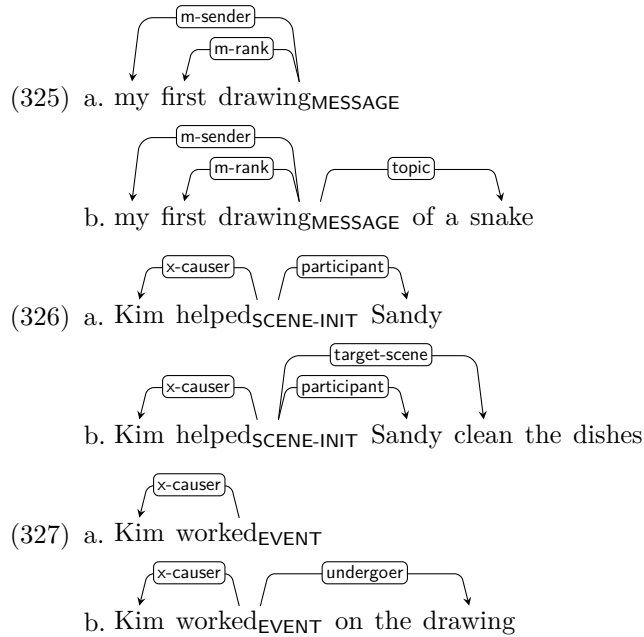 m-sender
m-rank
(325) a. my first drawingMESSAGE
m-sender
m-rank
topic
b. my first drawingMESSAGE of a snake
x-causer participant
(326) a. Kim helpedSCENE-INIT Sandy
target-scene
x-causer participant
b. Kim helpedSCENE-INIT Sandy clean the dishes
x-causer
(327) a. Kim workedEVENT
x-causer undergoer
b. Kim workedEVENT on the drawing